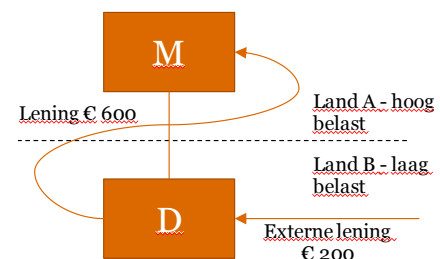 M
Lening € 600
Land A - hoog
belast
Land B - laag
belast
D
Externe lening
€ 200